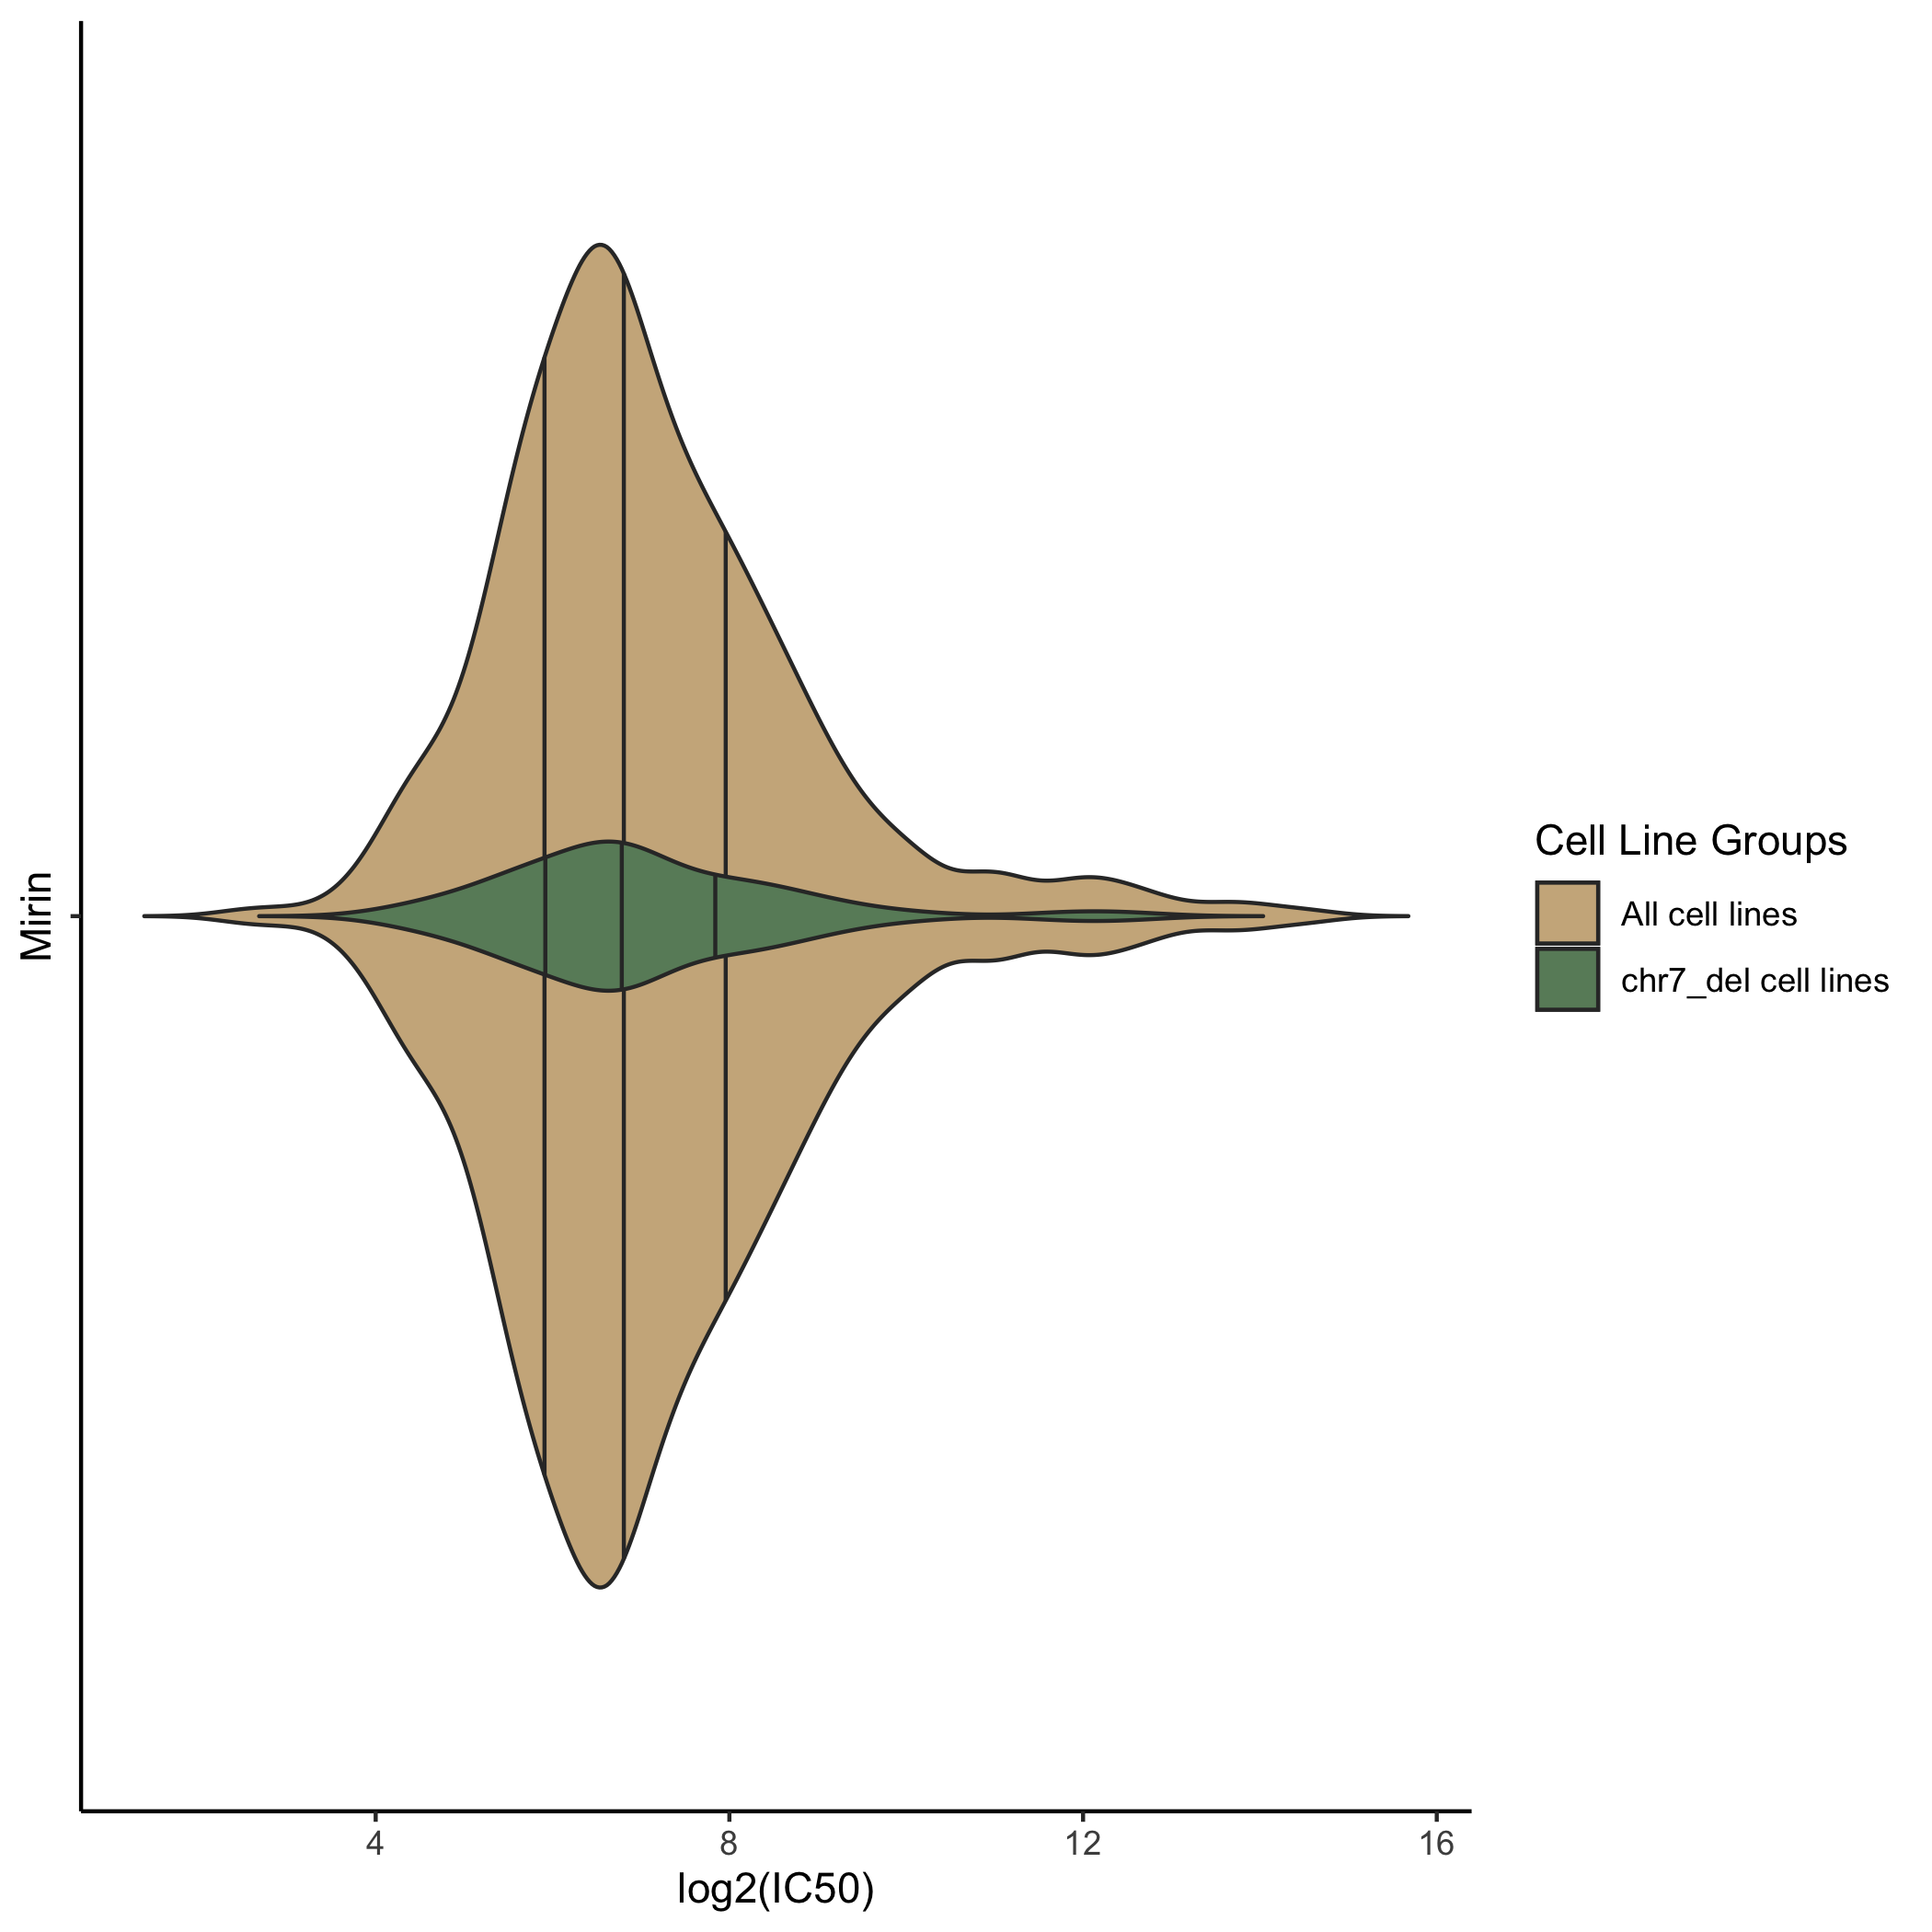 Mirin
Cell Line Groups
All cell lines
chr7_del cell lines
4 8 12 16
log2(IC50)